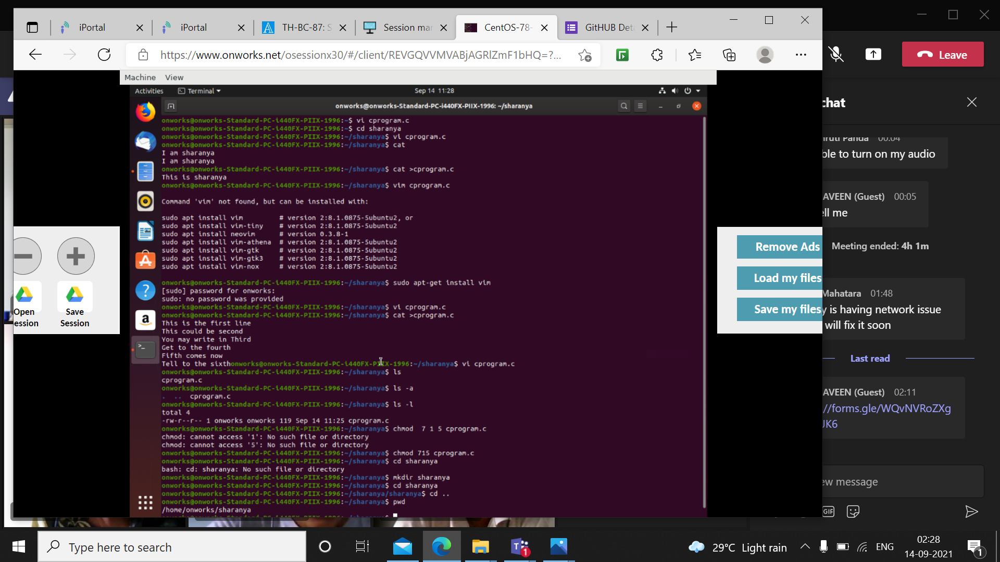 iPortal
iPortal
TH-BC-87: S
Session mar
CentOS-78-
GitHUB Det
https://www.onworks.net/osessionx30/#/client/REVGQVVMVABjAGRlZmF1bHQ=?...
Leave
Machine View
Activities Terminal Sep 14 11:28
onworks@onworks-Standard-PC-i440FX-PIIX-1996: ~/sharanya
onworks@onworks-Standard-PC-i440FX-PIIX-1996:~$ vi cprogram.c
onworks@onworks-Standard-PC-i440FX-PIIX-1996:~$ cd sharanya
onworks@onworks-Standard-PC-i440FX-PIIX-1996:~/sharanya$ vi cprogram.c
onworks@onworks-Standard-PC-i440FX-PIIX-1996:~/sharanya$ cat
I am sharanya
I am sharanya
onworks@onworks-Standard-PC-i440FX-PIIX-1996:~/sharanya$ cat >cprogram.c
This is sharanya
onworks@onworks-Standard-PC-i440FX-PIIX-1996:~/sharanya$ vim cprogram.c
Command 'vim' not found, but can be installed with:
sudo apt install vim # version 2:8.1.0875-5ubuntu2, or
sudo apt install vim-tiny # version 2:8.1.0875-5ubuntu2
sudo apt install neovim # version 0.3.8-1
sudo apt install vim-athena # version 2:8.1.0875-5ubuntu2
sudo apt install vim-gtk # version 2:8.1.0875-5ubuntu2
sudo apt install vim-gtk3 # version 2:8.1.0875-5ubuntu2
sudo apt install vim-nox # version 2:8.1.0875-5ubuntu2
onworks@onworks-Standard-PC-i440FX-PIIX-1996:~/sharanya$ sudo apt-get install vim
[sudo] password for onworks:
sudo: no password was provided
onworks@onworks-Standard-PC-i440FX-PIIX-1996:~/sharanya$ vi cprogram.c
onworks@onworks-Standard-PC-i440FX-PIIX-1996:~/sharanya$ cat >cprogram.c
This is the first line
This could be second
You may write in Third
Get to the fourth
Fifth comes now
Tell to the sixthonworks@onworks-Standard-PC-i440FX-PIIX-1996:~/sharanya$ vi cprogram.c
onworks@onworks-Standard-PC-i440FX-PIIX-1996:~/sharanya$ ls
cprogram.c
onworks@onworks-Standard-PC-i440FX-PIIX-1996:~/sharanya$ ls -a
. .. cprogram.c
onworks@onworks-Standard-PC-i440FX-PIIX-1996:~/sharanya$ ls -l
total 4
-rw-r--r-- 1 onworks onworks 119 Sep 14 11:25 cprogram.c
onworks@onworks-Standard-PC-i440FX-PIIX-1996:~/sharanya$ chmod  7 1 5 cprogram.c
chmod: cannot access '1': No such file or directory
chmod: cannot access '5': No such file or directory
onworks@onworks-Standard-PC-i440FX-PIIX-1996:~/sharanya$ chmod 715 cprogram.c
onworks@onworks-Standard-PC-i440FX-PIIX-1996:~/sharanya$ cd sharanya
bash: cd: sharanya: No such file or directory
onworks@onworks-Standard-PC-i440FX-PIIX-1996:~/sharanya$ mkdir sharanya
onworks@onworks-Standard-PC-i440FX-PIIX-1996:~/sharanya$ cd sharanya
onworks@onworks-Standard-PC-i440FX-PIIX-1996:~/sharanya/sharanya$ cd ..
onworks@onworks-Standard-PC-i440FX-PIIX-1996:~/sharanya$ pwd
/home/onworks/sharanya
Open
ession
Save
Session
Remove Ads
Load my files
Save my files
chat
Panda 00:04
ble to turn on my audio
AVEEN (Guest) 00:05
ell me
Meeting ended: 4h 1m
Mahatara 01:48
y is having network issue
will fix it soon
Last read
AVEEN (Guest) 02:11
//forms.gle/WQvNVRoZXg
JK6
ew message
GIF
Type here to search
1
29°C Light rain
ENG
02:28
14-09-2021
1